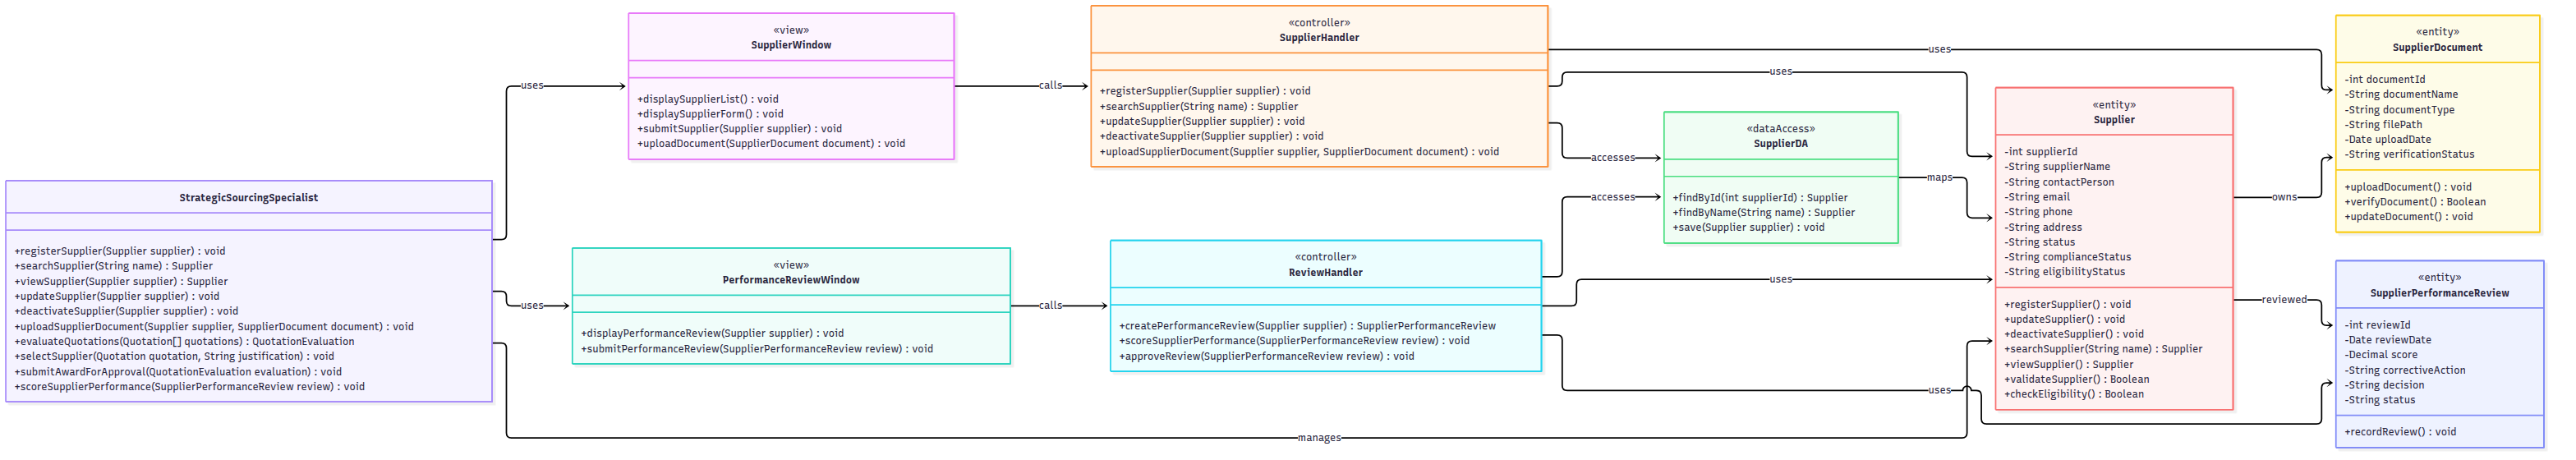 StrategicSourcingSpecialist
+registerSupplier(Supplier supplier) : void
+searchSupplier(String name) : Supplier
+viewSupplier(Supplier supplier) : Supplier
+updateSupplier(Supplier supplier) : void
+deactivateSupplier(Supplier supplier) : void
+uploadSupplierDocument(Supplier supplier, SupplierDocument document) : void
+evaluateQuotations(Quotation[] quotations) : QuotationEvaluation
+selectSupplier(Quotation quotation, String justification) : void
+submitAwardForApproval(QuotationEvaluation evaluation) : void
+scoreSupplierPerformance(SupplierPerformanceReview review) : void
uses
uses
manages
«view»
SupplierWindow
+displaySupplierList() : void
+displaySupplierForm() : void
+submitSupplier(Supplier supplier) : void
+uploadDocument(SupplierDocument document) : void
calls
«view»
PerformanceReviewWindow
+displayPerformanceReview(Supplier supplier) : void
+submitPerformanceReview(SupplierPerformanceReview review) : void
calls
«controller»
SupplierHandler
+registerSupplier(Supplier supplier) : void
+searchSupplier(String name) : Supplier
+updateSupplier(Supplier supplier) : void
+deactivateSupplier(Supplier supplier) : void
+uploadSupplierDocument(Supplier supplier, SupplierDocument document) : void
uses
uses
accesses
«controller»
ReviewHandler
+createPerformanceReview(Supplier supplier) : SupplierPerformanceReview
+scoreSupplierPerformance(SupplierPerformanceReview review) : void
+approveReview(SupplierPerformanceReview review) : void
accesses
uses
uses
«dataAccess»
SupplierDA
+findById(int supplierId) : Supplier
+findByName(String name) : Supplier
+save(Supplier supplier) : void
maps
«entity»
Supplier
-int supplierId
-String supplierName
-String contactPerson
-String email
-String phone
-String address
-String status
-String complianceStatus
-String eligibilityStatus
+registerSupplier() : void
+updateSupplier() : void
+deactivateSupplier() : void
+searchSupplier(String name) : Supplier
+viewSupplier() : Supplier
+validateSupplier() : Boolean
+checkEligibility() : Boolean
owns
reviewed
«entity»
SupplierDocument
-int documentId
-String documentName
-String documentType
-String filePath
-Date uploadDate
-String verificationStatus
+uploadDocument() : void
+verifyDocument() : Boolean
+updateDocument() : void
«entity»
SupplierPerformanceReview
-int reviewId
-Date reviewDate
-Decimal score
-String correctiveAction
-String decision
-String status
+recordReview() : void